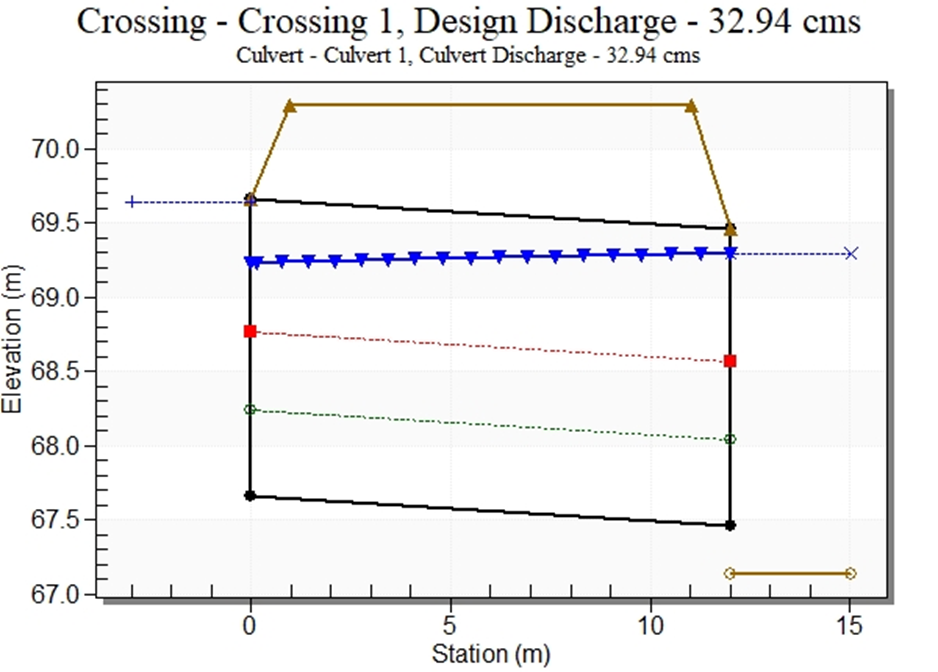 Crossing - Crossing 1, Design Discharge - 32.94 cms
Culvert - Culvert 1, Culvert Discharge - 32.94 cms
Elevation (m)
70.0
69.5
69.0
68.5
68.0
67.5
67.0
0 5 10 15
Station (m)